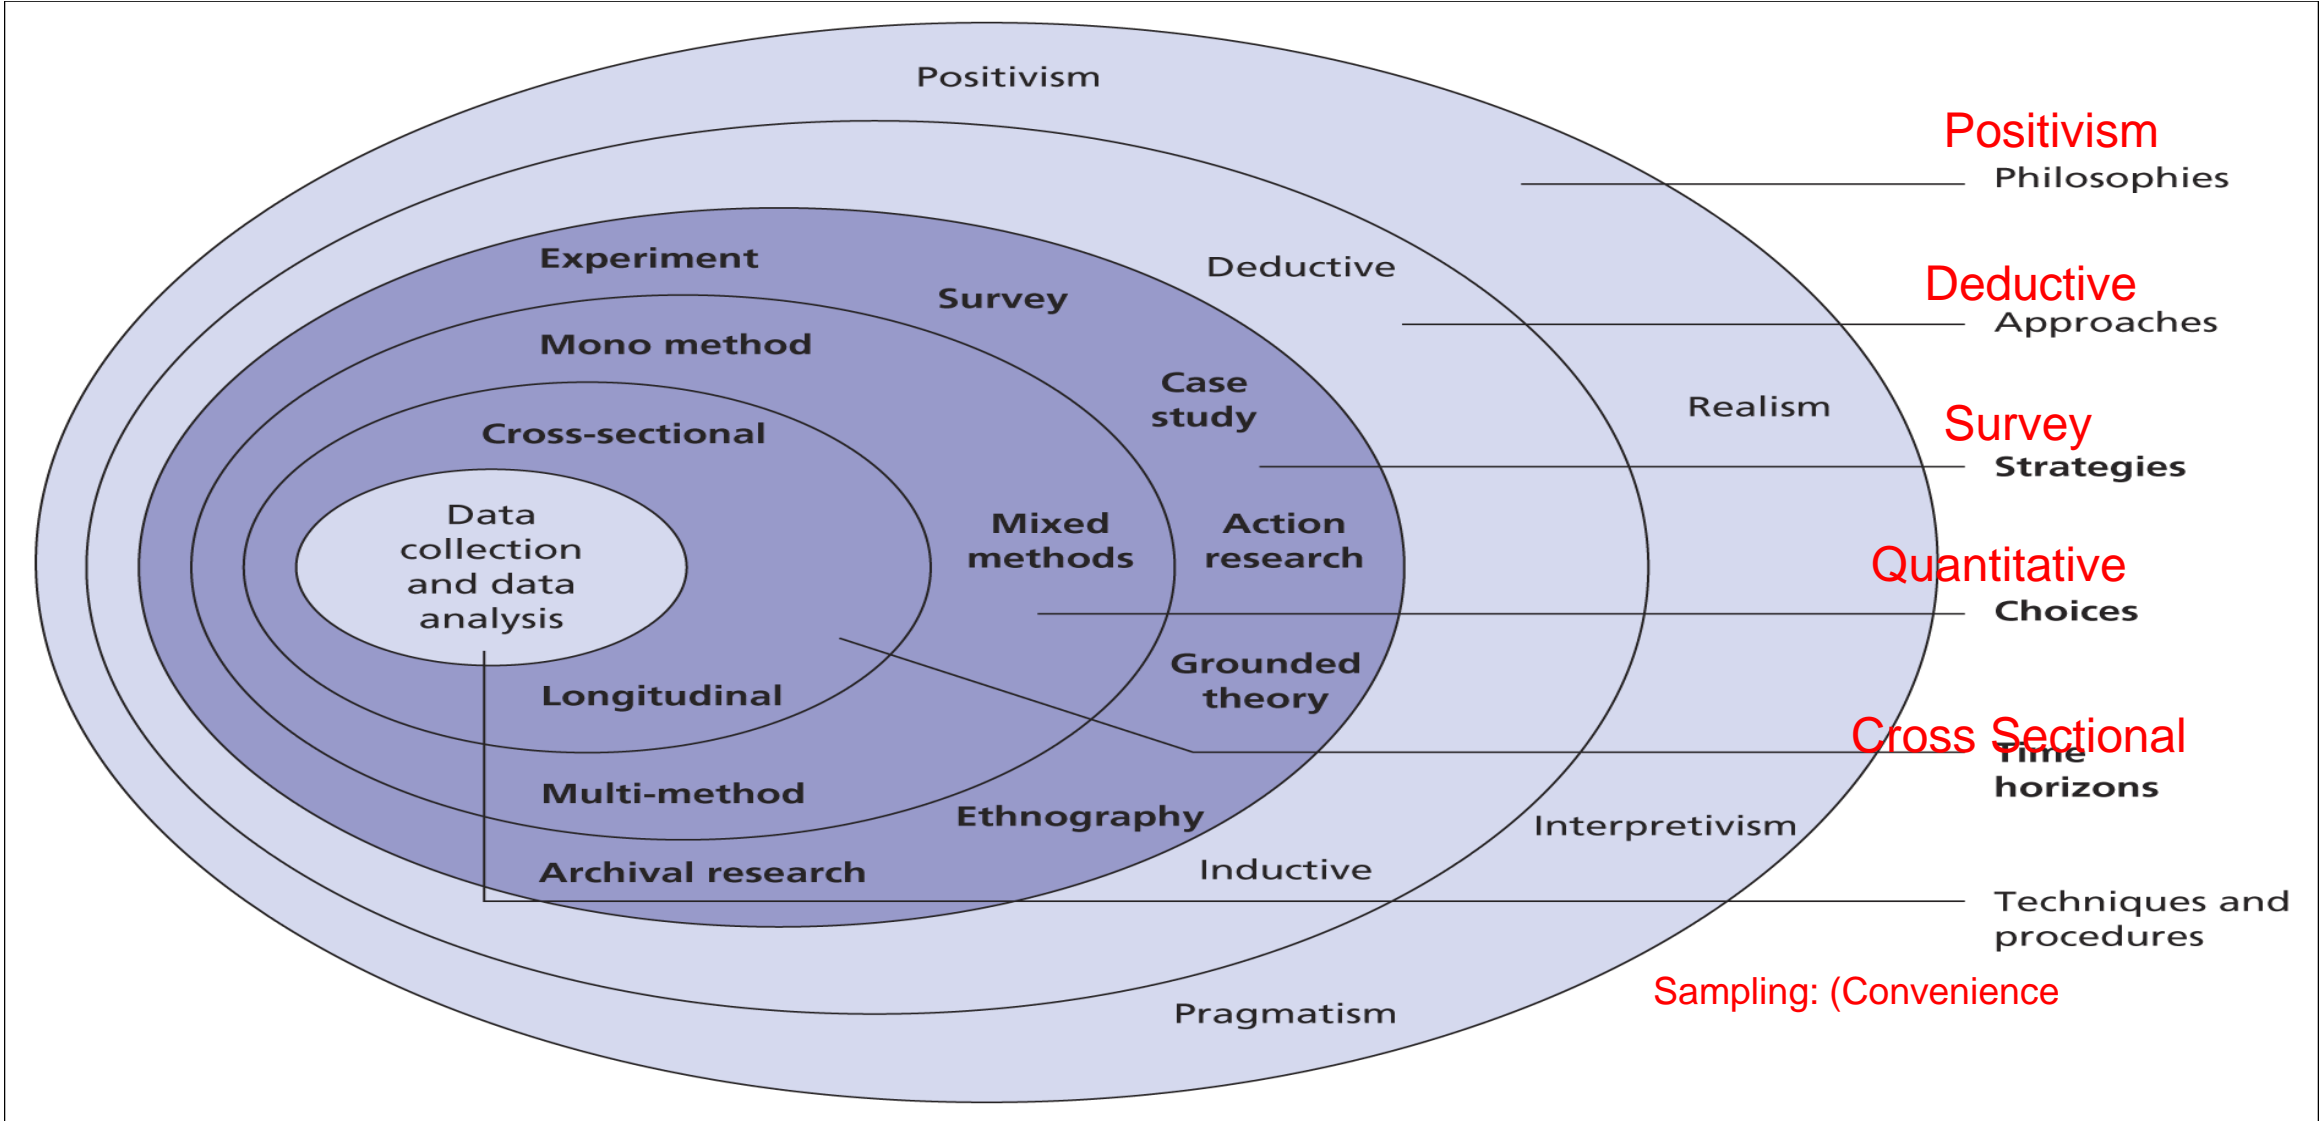 Positivism
Positivism
Philosophies
Experiment
Survey
Deductive
Deductive
Approaches
Mono method
Case
study
Realism
Survey
Strategies
Cross-sectional
Data
collection
and data
analysis
Mixed
methods
Action
research
Quantitative
Choices
Longitudinal
Grounded
theory
Cross Sectional
Time
horizons
Multi-method
Ethnography
Interpretivism
Archival research
Inductive
Techniques and
procedures
Sampling: (Convenience
Pragmatism